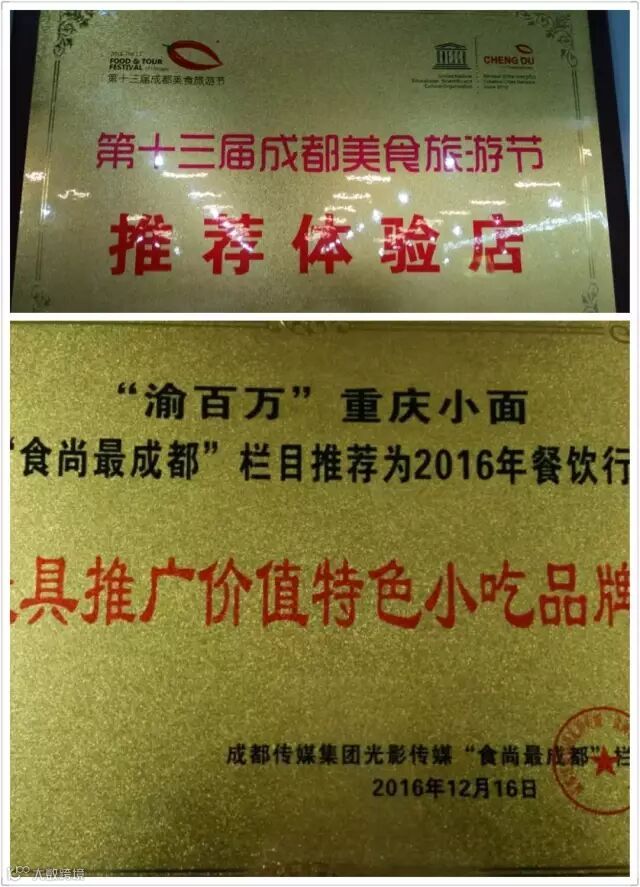 FOOD & TOUR
FESTIVAL
第十三届成都美食旅游节
CHENG DU
第十三届成都美食旅游节
推荐体验店
“渝百万”重庆小面
“食尚最成都”栏目推荐为2016年餐饮行
具推广价值特色小吃品牌
成都传媒集团光影传媒“食尚最成都”栏
2016年12月16日
大数跨境